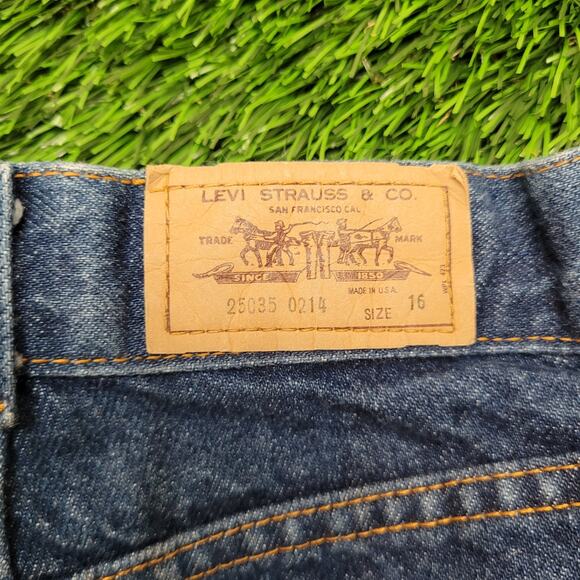 LEVI STRAUSS & CO.
SAN FRANCISCO CAL
TRADE MARK
SINCE 1850
MADE IN U.S.A.
25035 0214 SIZE 16